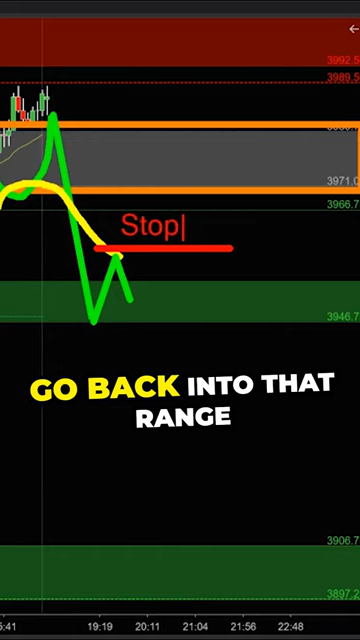 3992.5
3989.5
3971.0
3966.7
Stop|
3946.7
GO BACK INTO THAT
RANGE
3906.7
3897.2
5:41 19:19 20:11 21:04 21:56 22:48